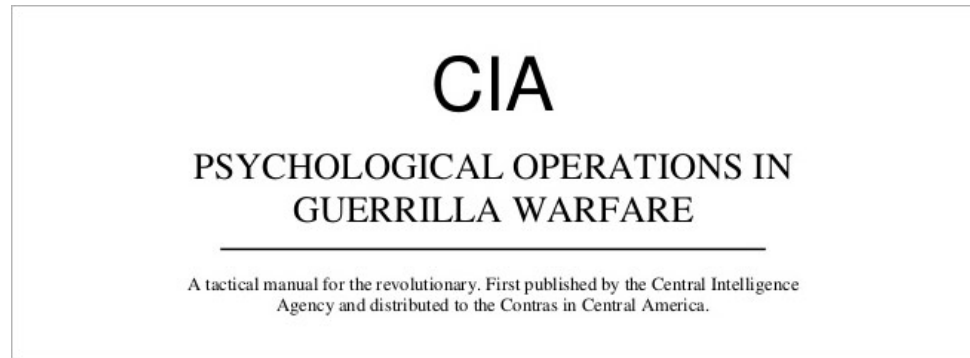 CIA
PSYCHOLOGICAL OPERATIONS IN
GUERRILLA WARFARE
A tactical manual for the revolutionary. First published by the Central Intelligence
Agency and distributed to the Contras in Central America.